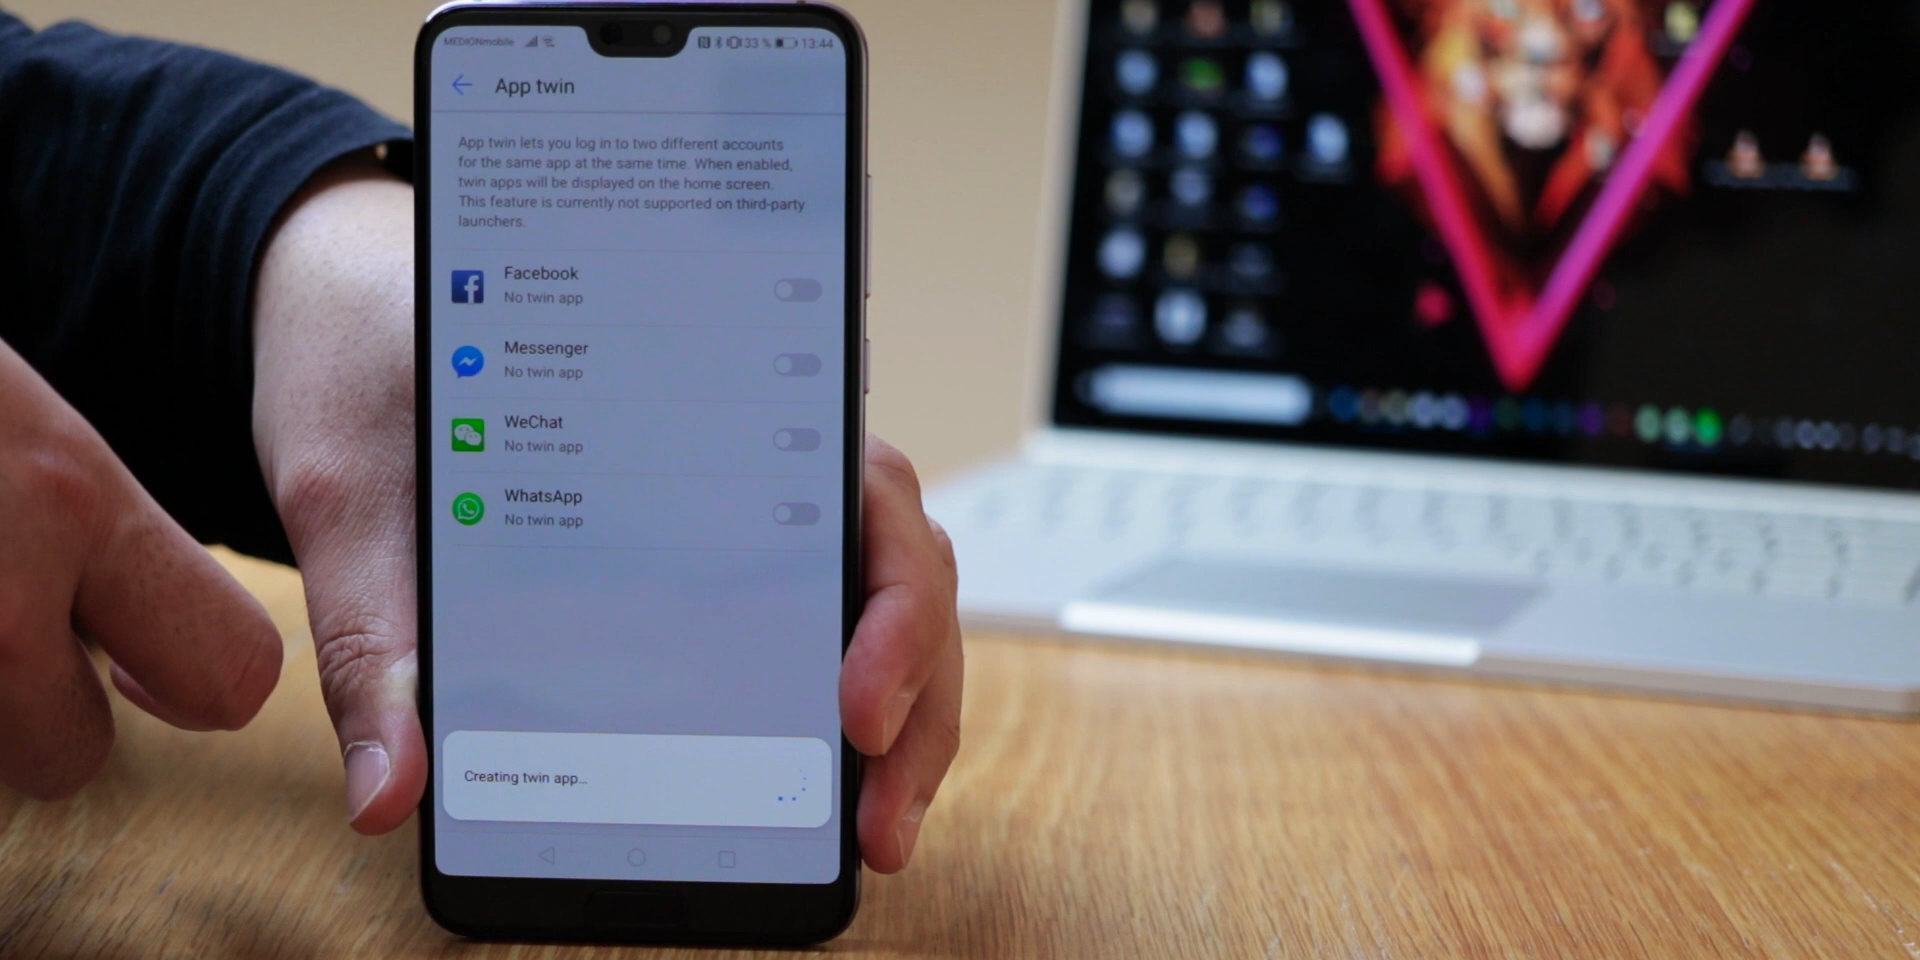 MEDIONmobile 33 % 13:44
App twin
App twin lets you log in to two different accounts
for the same app at the same time. When enabled,
twin apps will be displayed on the home screen.
This feature is currently not supported on third-party
launchers.
Facebook
No twin app
Messenger
No twin app
WeChat
No twin app
WhatsApp
No twin app
Creating twin app...